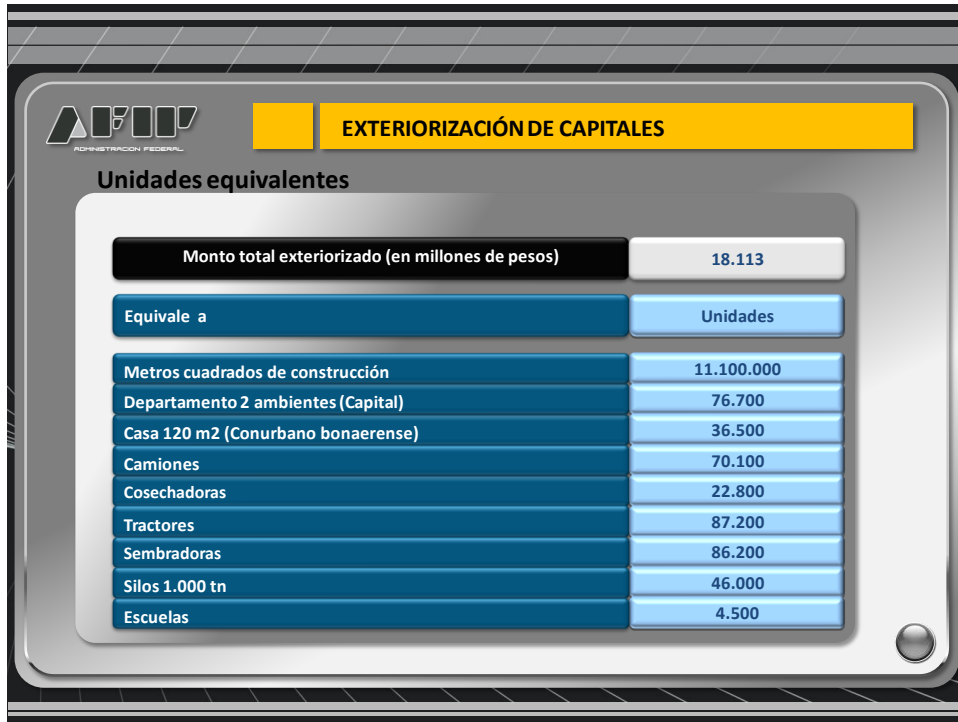 AFIP
ADMINISTRACION FEDERAL
EXTERIORIZACIÓN DE CAPITALES
Unidades equivalentes
Monto total exteriorizado (en millones de pesos) 18.113
Equivale a Unidades
Metros cuadrados de construcción 11.100.000
Departamento 2 ambientes (Capital) 76.700
Casa 120 m2 (Conurbano bonaerense) 36.500
Camiones 70.100
Cosechadoras 22.800
Tractores 87.200
Sembradoras 86.200
Silos 1.000 tn 46.000
Escuelas 4.500